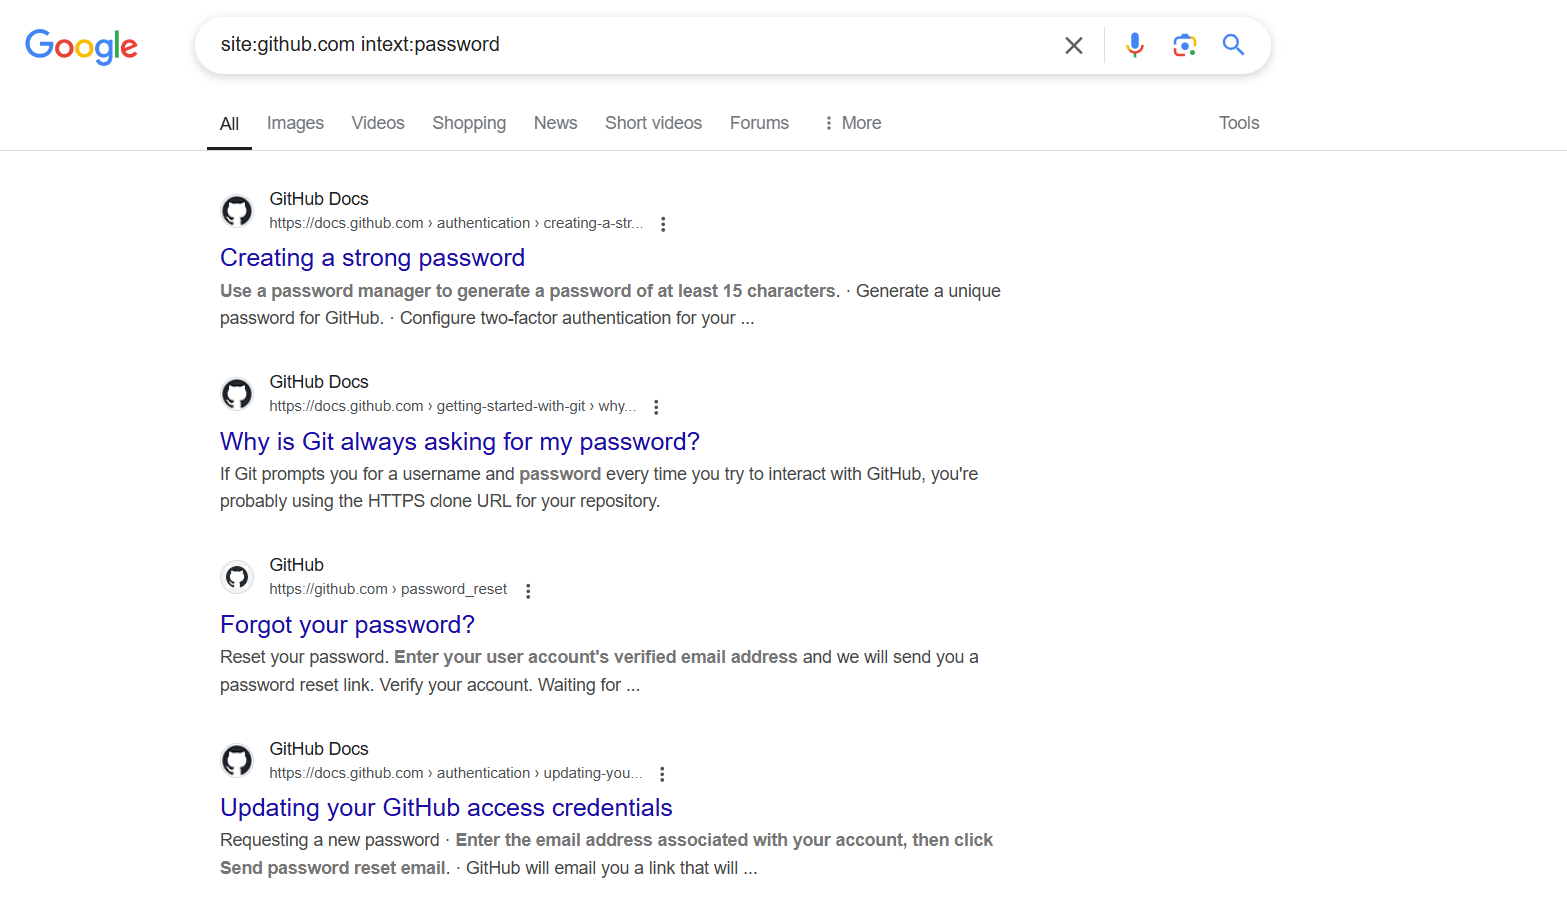 Google
site:github.com intext:password
All Images Videos Shopping News Short videos Forums More Tools
GitHub Docs
https://docs.github.com › authentication › creating-a-str...
Creating a strong password
Use a password manager to generate a password of at least 15 characters. · Generate a unique
password for GitHub. · Configure two-factor authentication for your ...
GitHub Docs
https://docs.github.com › getting-started-with-git › why...
Why is Git always asking for my password?
If Git prompts you for a username and password every time you try to interact with GitHub, you're
probably using the HTTPS clone URL for your repository.
GitHub
https://github.com › password_reset
Forgot your password?
Reset your password. Enter your user account's verified email address and we will send you a
password reset link. Verify your account. Waiting for ...
GitHub Docs
https://docs.github.com › authentication › updating-you...
Updating your GitHub access credentials
Requesting a new password · Enter the email address associated with your account, then click
Send password reset email. · GitHub will email you a link that will ...